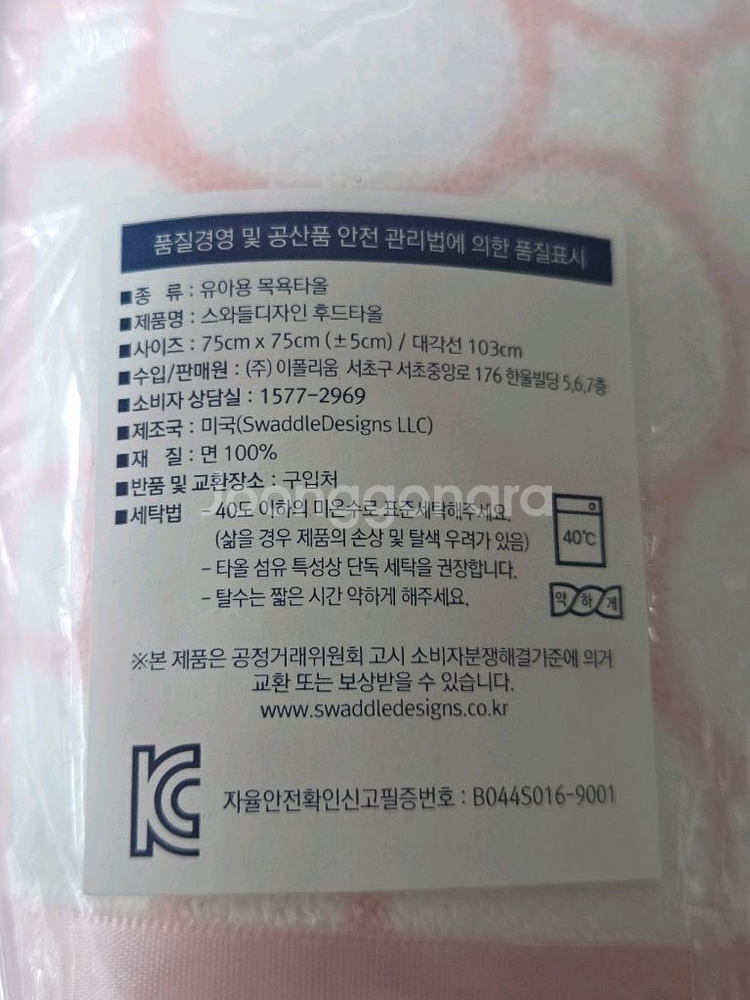 품질경영 및 공산품 안전 관리법에 의한 품질표시
■종 류 : 유아용 목욕타올
■제품명 : 스와들디자인 후드타올
■사이즈 : 75cm x 75cm (±5cm) / 대각선 103cm
■수입/판매원 : (주) 이폴리움 서초구 서초중앙로 176 한울빌딩 5,6,7층
■소비자 상담실 : 1577-2969
■제조국 : 미국(SwaddleDesigns LLC)
■재 질 : 면 100%
■반품 및 교환장소 : 구입처
Joonggonara
■세탁법 - 40도 이하의 미온수로 표준세탁해주세요.
(삶을 경우 제품의 손상 및 탈색 우려가 있음)
40℃
- 타올 섬유 특성상 단독 세탁을 권장합니다.
- 탈수는 짧은 시간 약하게 해주세요.
약하게
※본 제품은 공정거래위원회 고시 소비자분쟁해결기준에 의거
교환 또는 보상받을 수 있습니다.
www.swaddledesigns.co.kr
KC
자율안전확인신고필증번호 : B044S016-9001